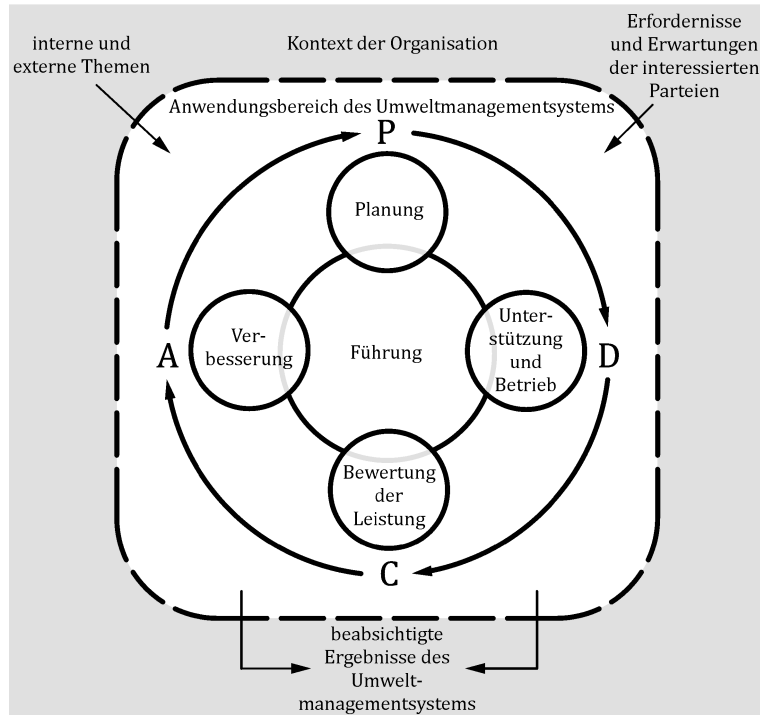 interne und
externe Themen
Kontext der Organisation
Erfordernisse
und Erwartungen
der interessierten
Parteien
Anwendungsbereich des Umweltmanagementsystems
P
Planung
A
Ver-
besserung
Führung
Unter-
stützung
und
Betrieb
D
Bewertung
der
Leistung
C
beabsichtigte
Ergebnisse des
Umwelt-
managementsystems